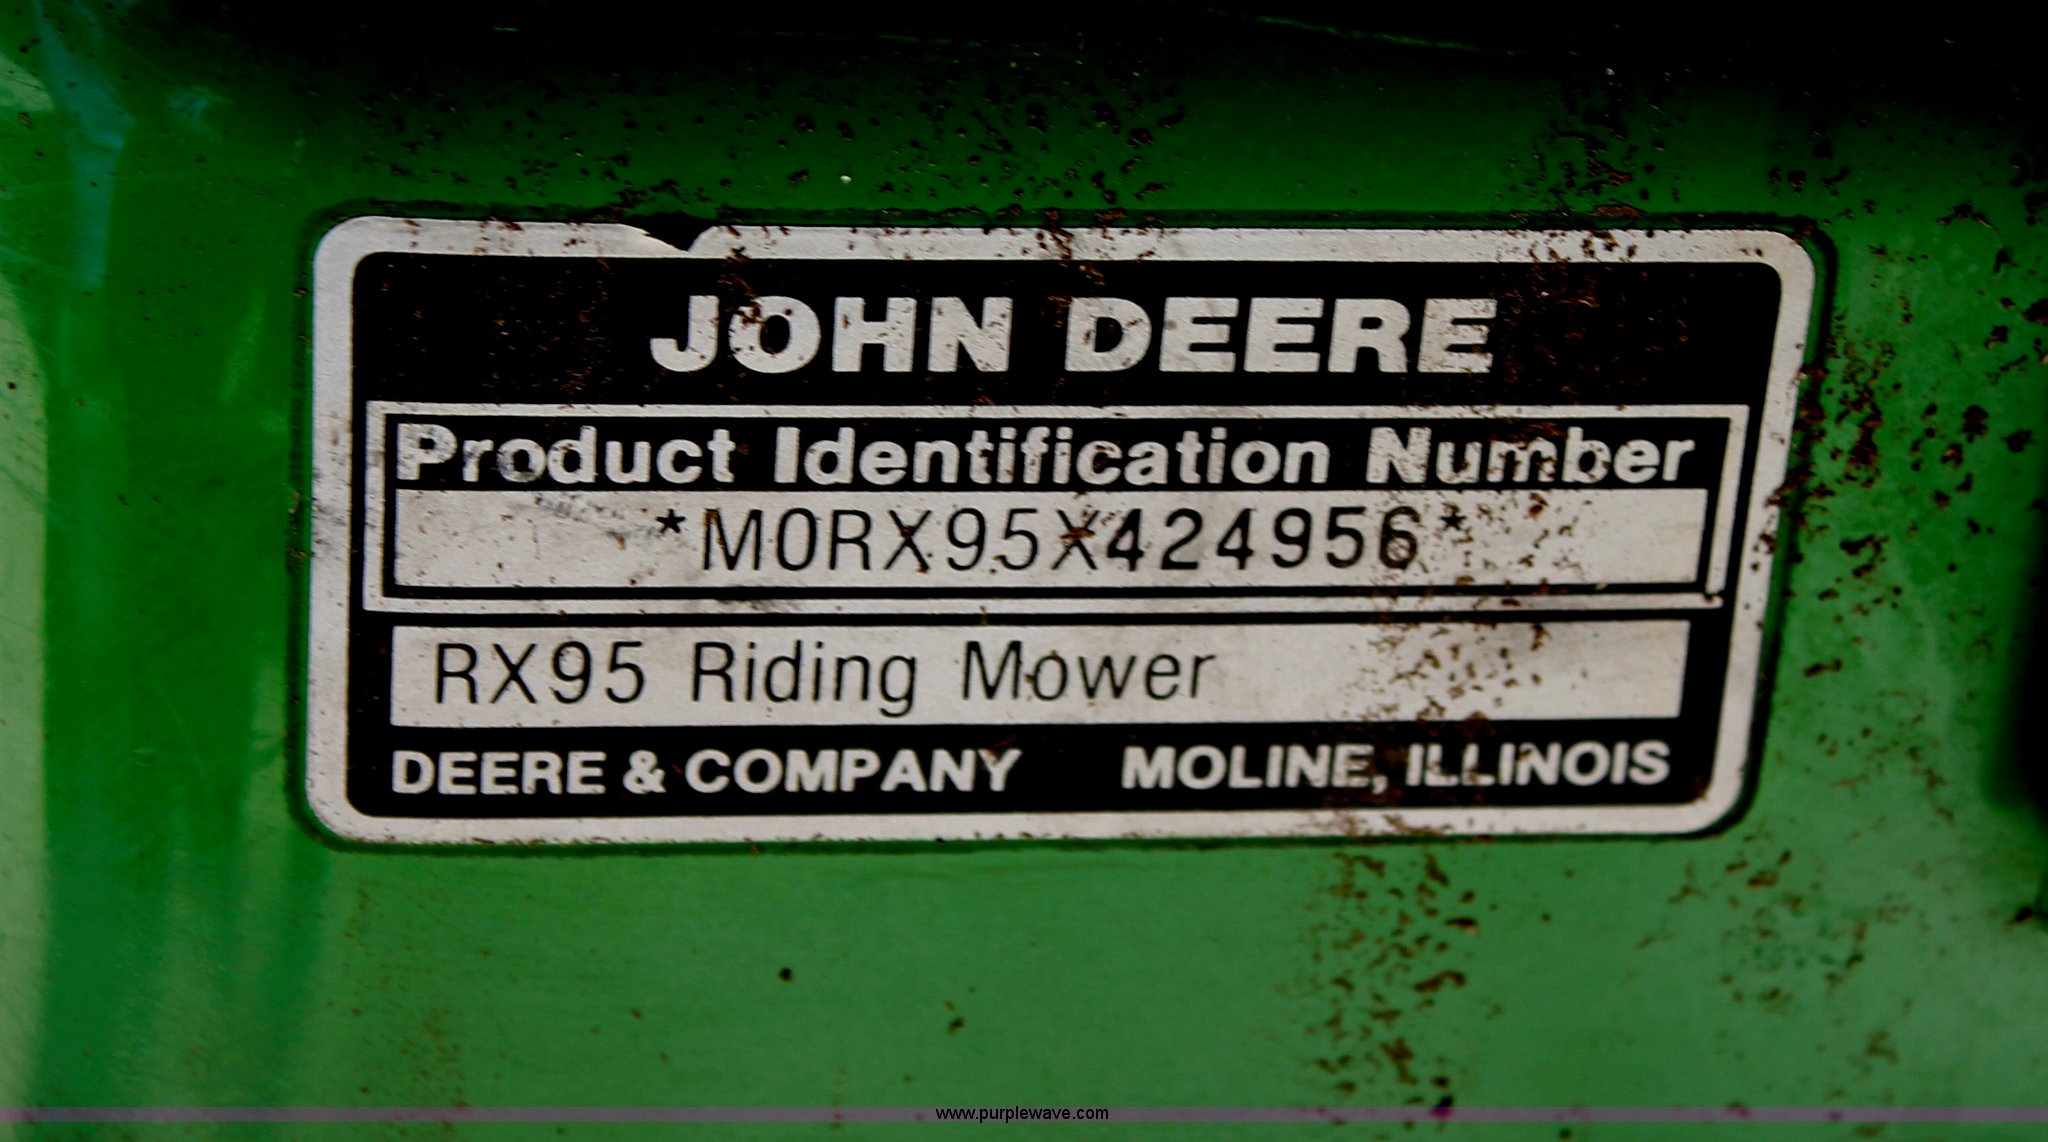 JOHN DEERE
Product Identification Number
*M0RX95X424956*
RX95 Riding Mower
DEERE & COMPANY MOLINE, ILLINOIS
www.purplewave.com